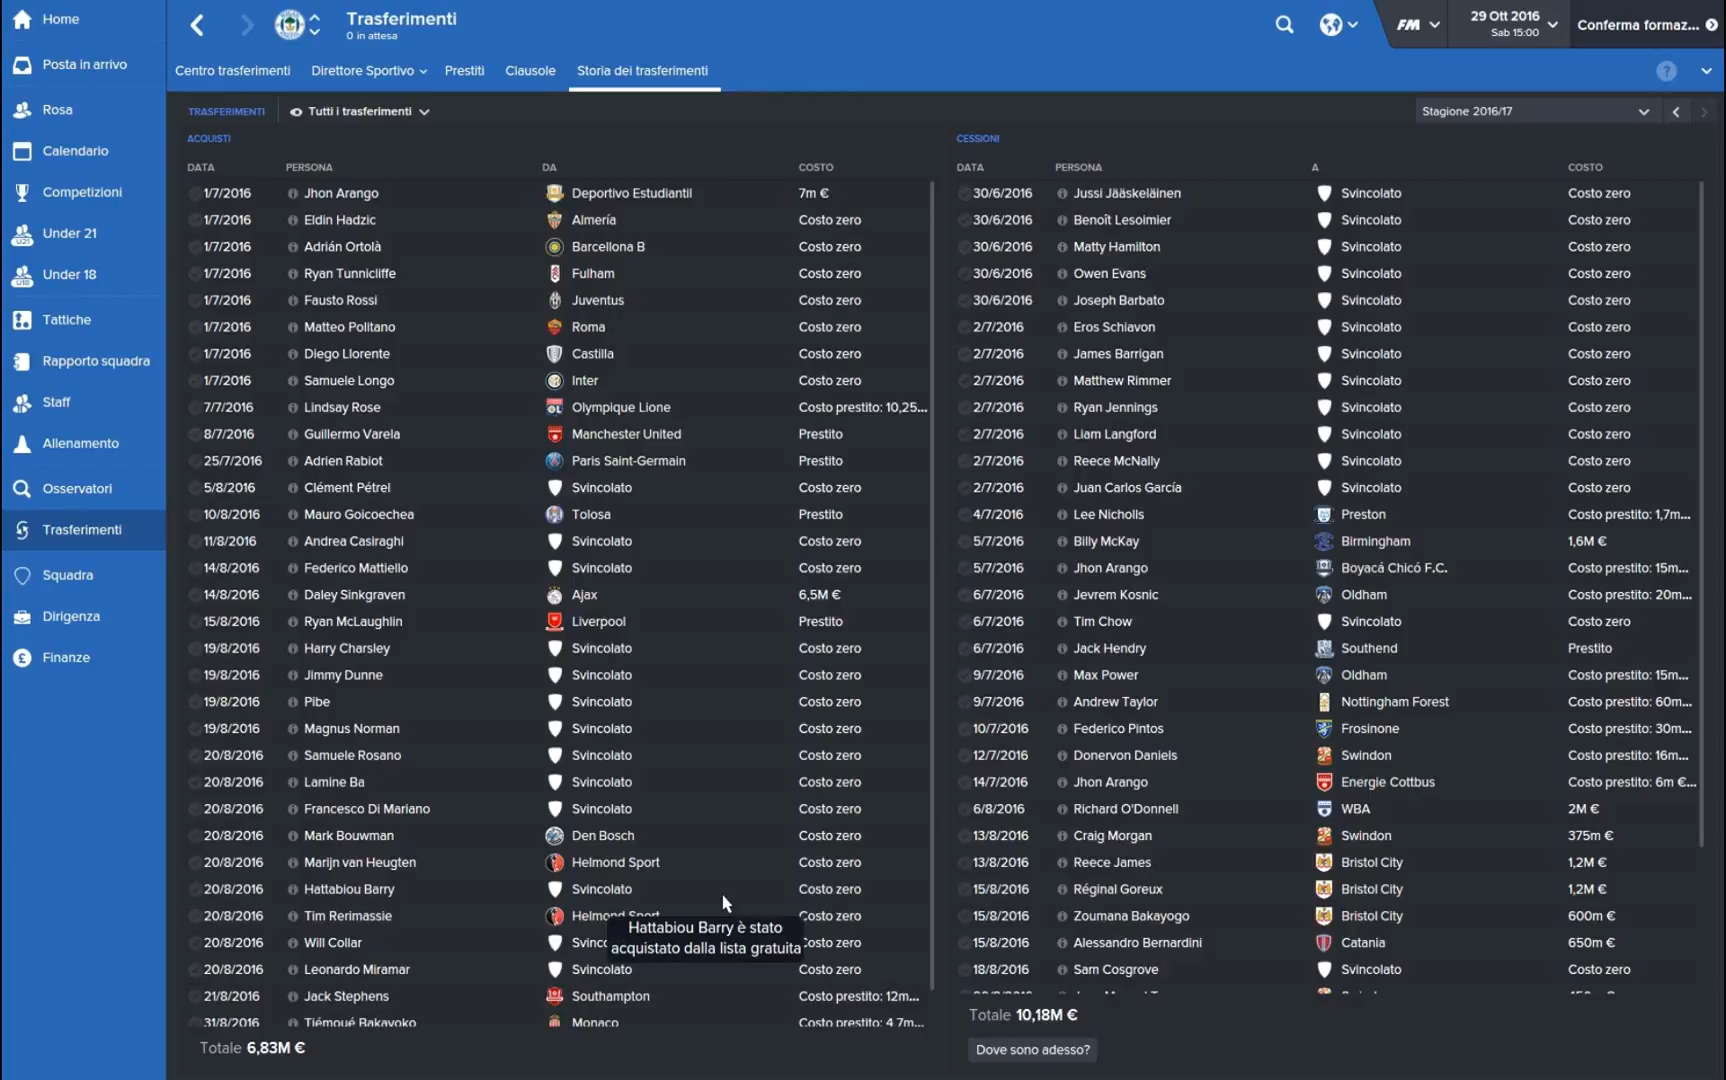 Home
Posta in arrivo
Rosa
Calendario
Competizioni
Under 21
Under 18
Tattiche
Rapporto squadra
Staff
Allenamento
Osservatori
Trasferimenti
Squadra
Dirigenza
Finanze
Trasferimenti
0 in attesa
FM
29 Ott 2016
Sab 15:00
Conferma formaz...
Centro trasferimenti Direttore Sportivo Prestiti Clausole Storia dei trasferimenti
TRASFERIMENTI Tutti i trasferimenti Stagione 2016/17
ACQUISTI
DATA PERSONA DA COSTO
1/7/2016 Jhon Arango Deportivo Estudiantil 7m €
1/7/2016 Eldin Hadzic Almería Costo zero
1/7/2016 Adrián Ortolà Barcellona B Costo zero
1/7/2016 Ryan Tunnicliffe Fulham Costo zero
1/7/2016 Fausto Rossi Juventus Costo zero
1/7/2016 Matteo Politano Roma Costo zero
1/7/2016 Diego Llorente Castilla Costo zero
1/7/2016 Samuele Longo Inter Costo zero
7/7/2016 Lindsay Rose Olympique Lione Costo prestito: 10,25...
8/7/2016 Guillermo Varela Manchester United Prestito
25/7/2016 Adrien Rabiot Paris Saint-Germain Prestito
5/8/2016 Clément Pétrel Svincolato Costo zero
10/8/2016 Mauro Goicoechea Tolosa Prestito
11/8/2016 Andrea Casiraghi Svincolato Costo zero
14/8/2016 Federico Mattiello Svincolato Costo zero
14/8/2016 Daley Sinkgraven Ajax 6,5M €
15/8/2016 Ryan McLaughlin Liverpool Prestito
19/8/2016 Harry Charsley Svincolato Costo zero
19/8/2016 Jimmy Dunne Svincolato Costo zero
19/8/2016 Pibe Svincolato Costo zero
19/8/2016 Magnus Norman Svincolato Costo zero
20/8/2016 Samuele Rosano Svincolato Costo zero
20/8/2016 Lamine Ba Svincolato Costo zero
20/8/2016 Francesco Di Mariano Svincolato Costo zero
20/8/2016 Mark Bouwman Den Bosch Costo zero
20/8/2016 Marijn van Heugten Helmond Sport Costo zero
20/8/2016 Hattabiou Barry Svincolato Costo zero
20/8/2016 Tim Rerimassie Helmond Sport Costo zero
20/8/2016 Will Collar Costo zero
Hattabiou Barry è stato
acquistato dalla lista gratuita
20/8/2016 Leonardo Miramar Svincolato Costo zero
21/8/2016 Jack Stephens Southampton Costo prestito: 12m...
31/8/2016 Tiémoué Bakayoko Monaco Costo prestito: 4,7m...
Totale 6,83M €
CESSIONI
DATA PERSONA A COSTO
30/6/2016 Jussi Jääskeläinen Svincolato Costo zero
30/6/2016 Benoît Lesoimier Svincolato Costo zero
30/6/2016 Matty Hamilton Svincolato Costo zero
30/6/2016 Owen Evans Svincolato Costo zero
30/6/2016 Joseph Barbato Svincolato Costo zero
2/7/2016 Eros Schiavon Svincolato Costo zero
2/7/2016 James Barrigan Svincolato Costo zero
2/7/2016 Matthew Rimmer Svincolato Costo zero
2/7/2016 Ryan Jennings Svincolato Costo zero
2/7/2016 Liam Langford Svincolato Costo zero
2/7/2016 Reece McNally Svincolato Costo zero
2/7/2016 Juan Carlos García Svincolato Costo zero
4/7/2016 Lee Nicholls Preston Costo prestito: 1,7m...
5/7/2016 Billy McKay Birmingham 1,6M €
5/7/2016 Jhon Arango Boyacá Chicó F.C. Costo prestito: 15m...
6/7/2016 Jevrem Kosnic Oldham Costo prestito: 20m...
6/7/2016 Tim Chow Svincolato Costo zero
6/7/2016 Jack Hendry Southend Prestito
9/7/2016 Max Power Oldham Costo prestito: 15m...
9/7/2016 Andrew Taylor Nottingham Forest Costo prestito: 60m...
10/7/2016 Federico Pintos Frosinone Costo prestito: 30m...
12/7/2016 Donervon Daniels Swindon Costo prestito: 16m...
14/7/2016 Jhon Arango Energie Cottbus Costo prestito: 6m €...
6/8/2016 Richard O'Donnell WBA 2M €
13/8/2016 Craig Morgan Swindon 375m €
13/8/2016 Reece James Bristol City 1,2M €
15/8/2016 Réginal Goreux Bristol City 1,2M €
15/8/2016 Zoumana Bakayogo Bristol City 600m €
15/8/2016 Alessandro Bernardini Catania 650m €
18/8/2016 Sam Cosgrove Svincolato Costo zero
Totale 10,18M €
Dove sono adesso?